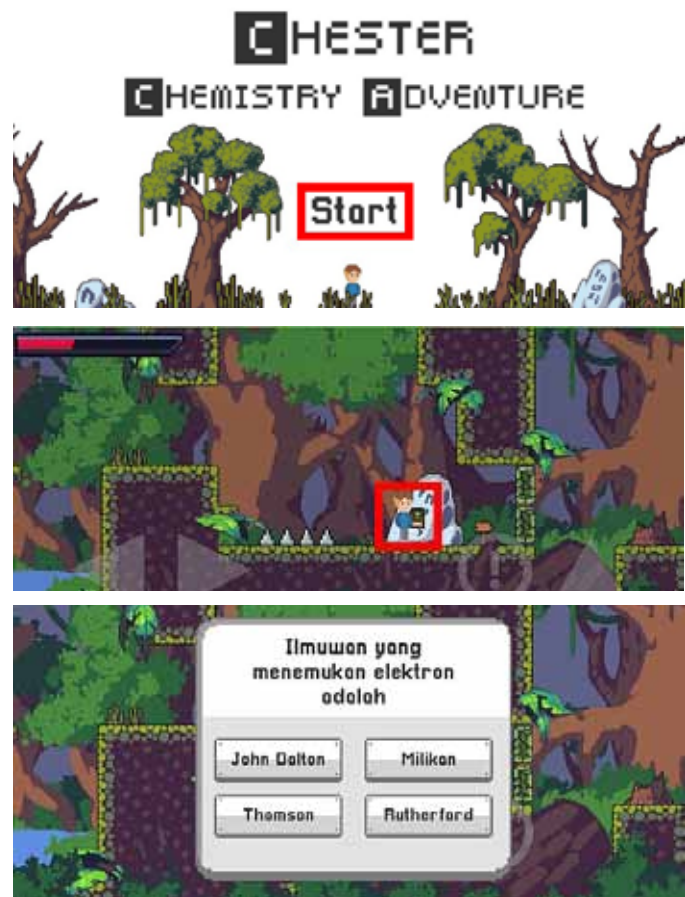 CHESTER
CHEMISTRY ADVENTURE
Start
Ilmuwan yang
menemukan elektron
adalah
John Dalton
Milikan
Thomson
Rutherford